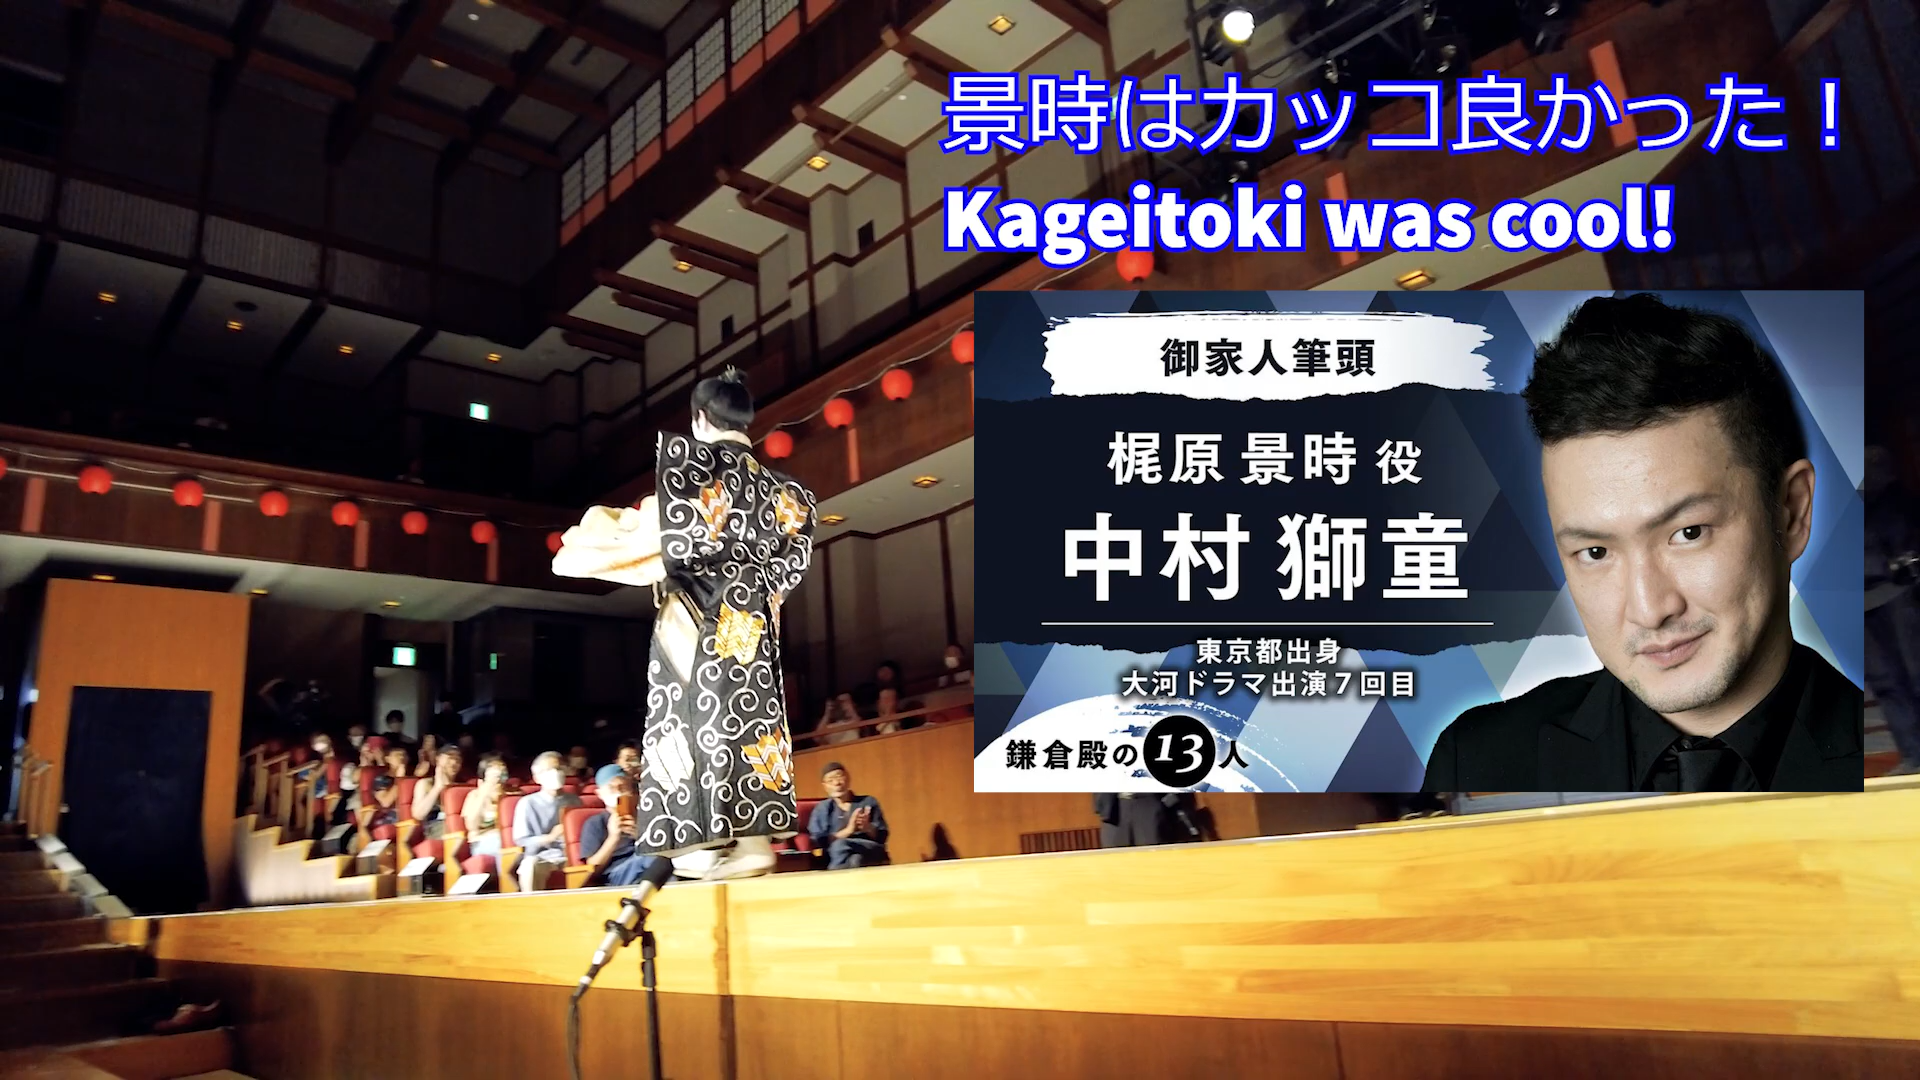 景時はカッコ良かった！
Kageitoki was cool!
御家人筆頭
梶原 景時 役
中村 獅童
東京都出身
大河ドラマ出演７回目
鎌倉殿の13人